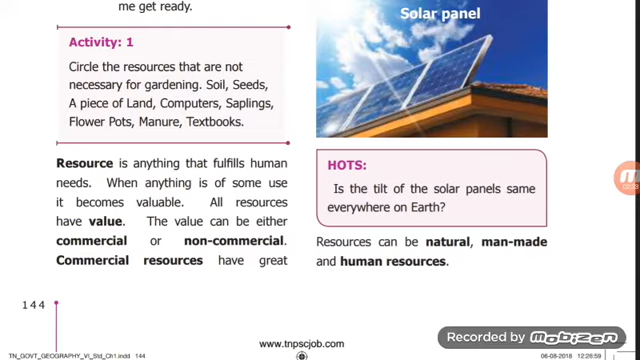 me get ready.
Activity: 1
Circle the resources that are not
necessary for gardening. Soil, Seeds,
A piece of Land, Computers, Saplings,
Flower Pots, Manure, Textbooks.
Resource is anything that fulfills human
needs. When anything is of some use
it becomes valuable. All resources
have value. The value can be either
commercial or non-commercial.
Commercial resources have great
Solar panel
HOTS:
Is the tilt of the solar panels same
everywhere on Earth?
Resources can be natural, man-made
and human resources.
144
www.tnpscjob.com
TN_GOVT_GEOGRAPHY_VI_Std_Ch1.indd 144
06-08-2018 12:26:59
Recorded by Mobizen